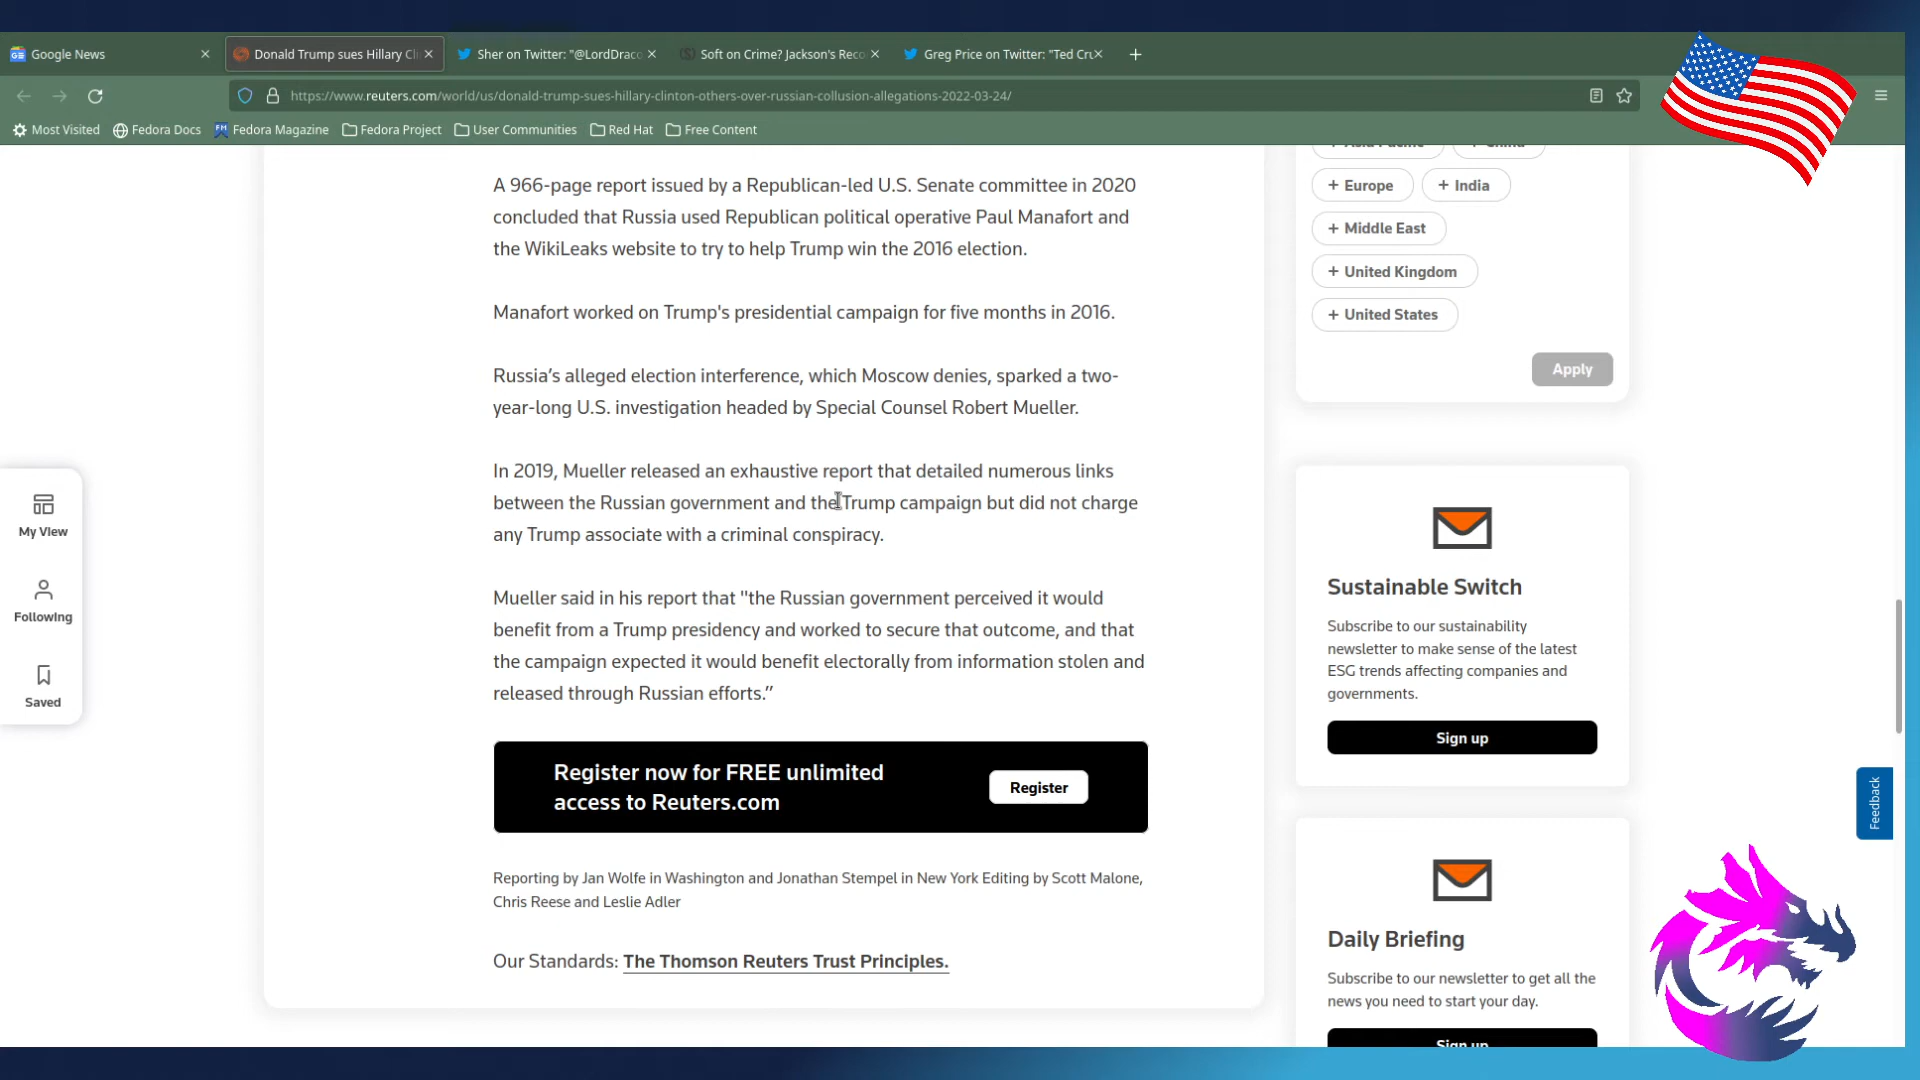 Google News
Donald Trump sues Hillary Cli
Sher on Twitter: "@LordDrac
Soft on Crime? Jackson's Reco
Greg Price on Twitter: "Ted Cru
https://www.reuters.com/world/us/donald-trump-sues-hillary-clinton-others-over-russian-collusion-allegations-2022-03-24/
Most Visited
Fedora Docs
Fedora Magazine
Fedora Project
User Communities
Red Hat
Free Content
A 966-page report issued by a Republican-led U.S. Senate committee in 2020
concluded that Russia used Republican political operative Paul Manafort and
the WikiLeaks website to try to help Trump win the 2016 election.
Manafort worked on Trump's presidential campaign for five months in 2016.
Russia’s alleged election interference, which Moscow denies, sparked a two-
year-long U.S. investigation headed by Special Counsel Robert Mueller.
In 2019, Mueller released an exhaustive report that detailed numerous links
between the Russian government and the Trump campaign but did not charge
any Trump associate with a criminal conspiracy.
Mueller said in his report that "the Russian government perceived it would
benefit from a Trump presidency and worked to secure that outcome, and that
the campaign expected it would benefit electorally from information stolen and
released through Russian efforts.”
Register now for FREE unlimited
access to Reuters.com
Register
Reporting by Jan Wolfe in Washington and Jonathan Stempel in New York Editing by Scott Malone,
Chris Reese and Leslie Adler
Our Standards: The Thomson Reuters Trust Principles.
My View
Following
Saved
+ Asia Pacific
+ China
+ Europe
+ India
+ Middle East
+ United Kingdom
+ United States
Apply
Sustainable Switch
Subscribe to our sustainability
newsletter to make sense of the latest
ESG trends affecting companies and
governments.
Sign up
Feedback
Daily Briefing
Subscribe to our newsletter to get all the
news you need to start your day.
Sign up